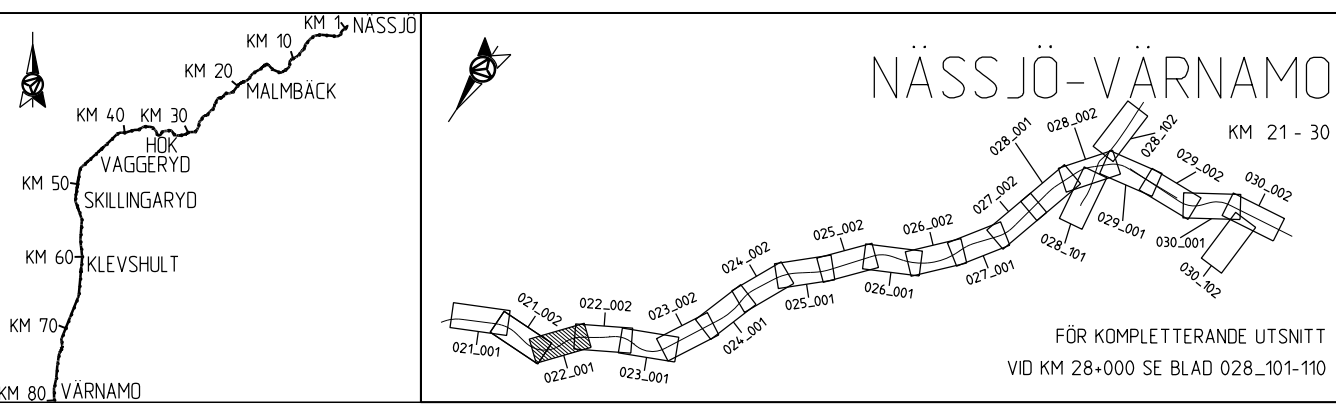 KM 1
NÄSSJÖ
KM 10
KM 20
MALMBÄCK
KM 40
KM 30
HOK
VAGGERYD
KM 50
SKILLINGARYD
KM 60
KLEVSHULT
KM 70
KM 80
VÄRNAMO
NÄSSJÖ-VÄRNAMO
KM 21 - 30
021_001
021_002
022_001
022_002
023_001
023_002
024_001
024_002
025_001
025_002
026_001
026_002
027_001
027_002
028_001
028_002
028_101
028_102
029_001
029_002
030_001
030_002
030_102
FÖR KOMPLETTERANDE UTSNITT
VID KM 28+000 SE BLAD 028_101-110